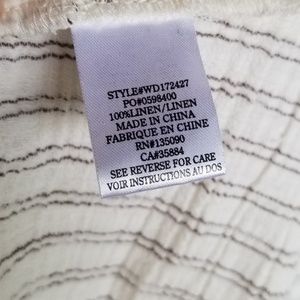 STYLE#WD172427
PO#0598400
100%LINEN/LINEN
MADE IN CHINA
FABRIQUE EN CHINE
RN#135090
CA#35884
SEE REVERSE FOR CARE
VOIR INSTRUCTIONS AU DOS